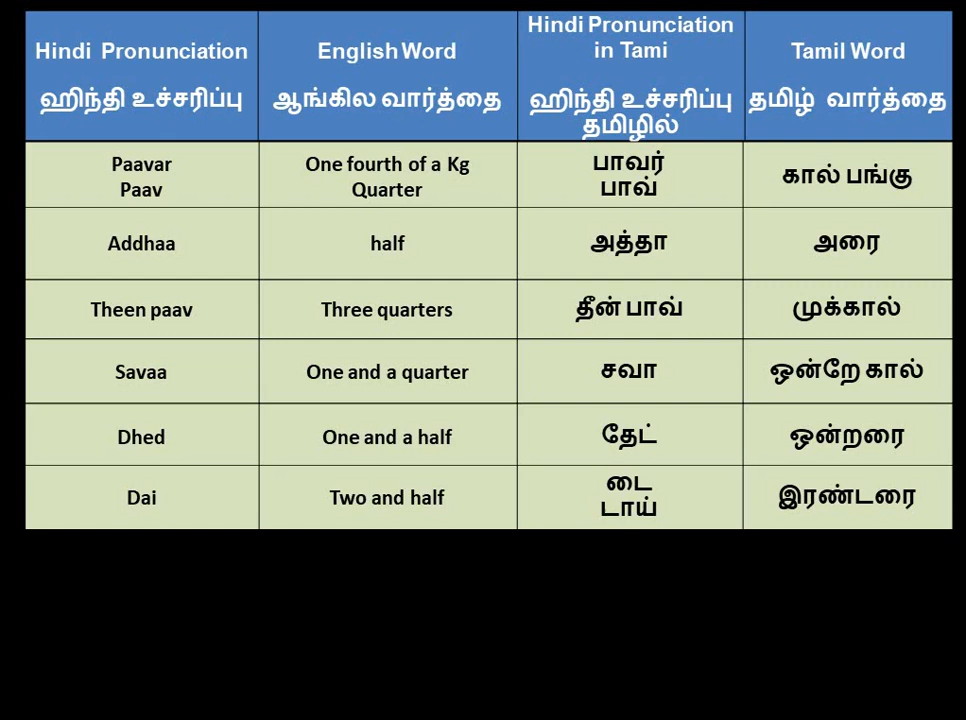 Hindi Pronunciation
ஹிந்தி உச்சரிப்பு
English Word
ஆங்கில வார்த்தை
Hindi Pronunciation
in Tami
ஹிந்தி உச்சரிப்பு
தமிழில்
Tamil Word
தமிழ் வார்த்தை
Paavar
Paav
One fourth of a Kg
Quarter
பாவர்
பாவ்
கால் பங்கு
Addhaa
half
அத்தா
அரை
Theen paav
Three quarters
தீன் பாவ்
முக்கால்
Savaa
One and a quarter
சவா
ஒன்றே கால்
Dhed
One and a half
தேட்
ஒன்றரை
Dai
Two and half
டை
டாய்
இரண்டரை